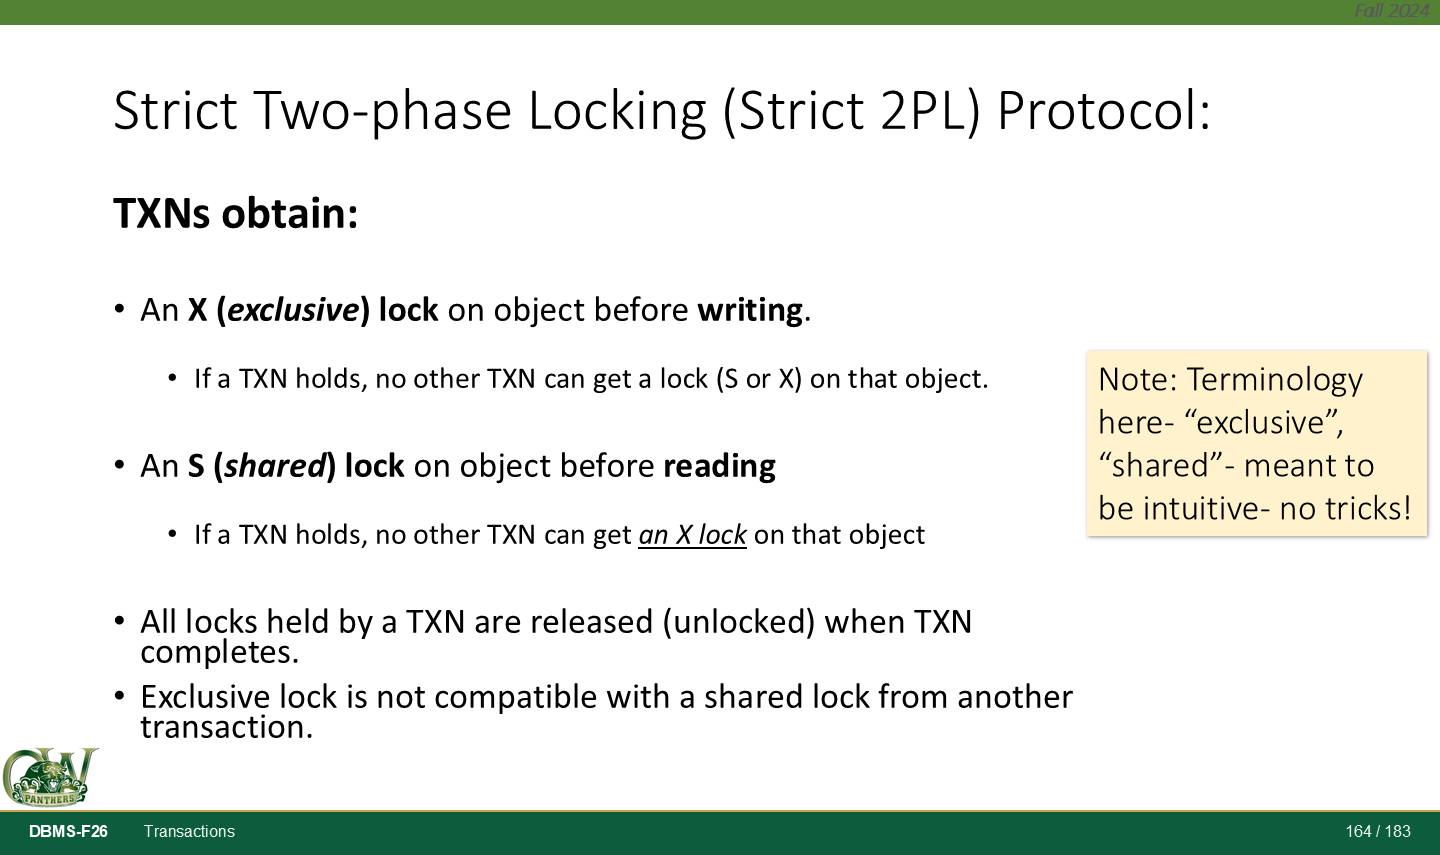 Fall 2024
Strict Two-phase Locking (Strict 2PL) Protocol:
TXNs obtain:
• An X (exclusive) lock on object before writing.
• If a TXN holds, no other TXN can get a lock (S or X) on that object.
• An S (shared) lock on object before reading
• If a TXN holds, no other TXN can get an X lock on that object
• All locks held by a TXN are released (unlocked) when TXN
completes.
• Exclusive lock is not compatible with a shared lock from another
transaction.
Note: Terminology
here- “exclusive”,
“shared”- meant to
be intuitive- no tricks!
OW
PANTHERS
DBMS-F26 Transactions 164 / 183